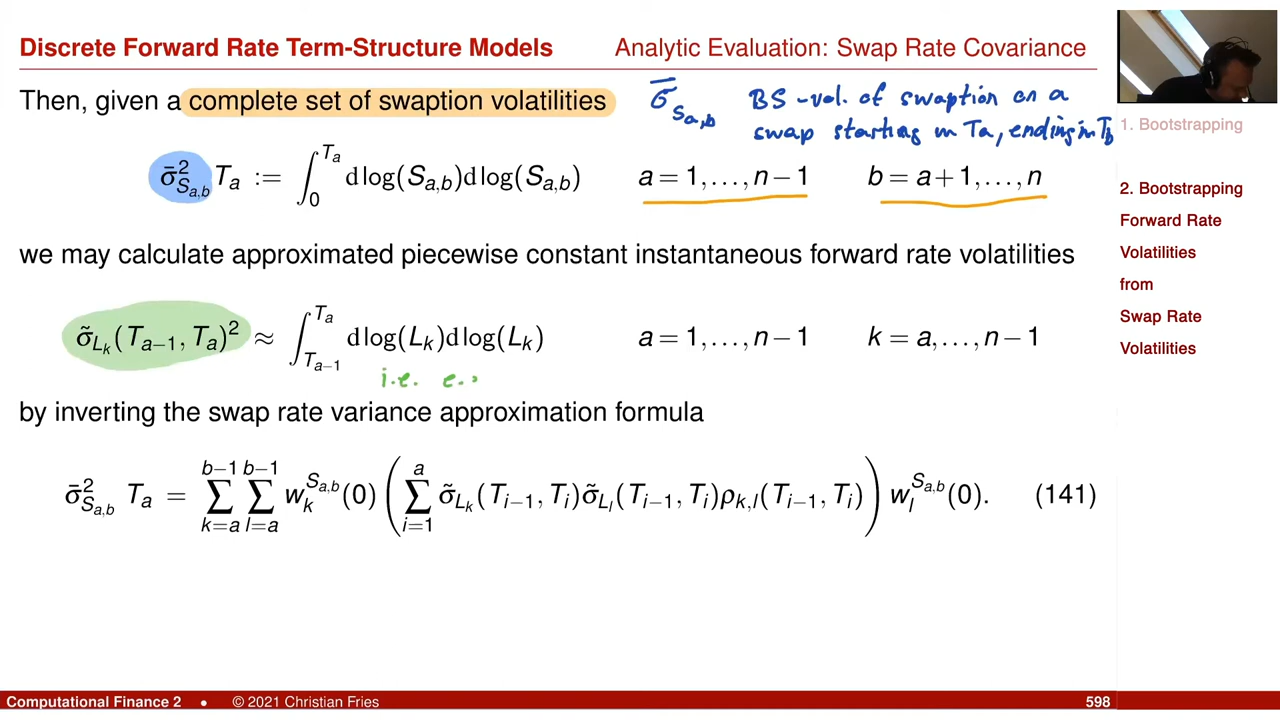 Discrete Forward Rate Term-Structure Models Analytic Evaluation: Swap Rate Covariance
Then, given a complete set of swaption volatilities
σ̄_{S_{a,b}} BS-vol. of swaption on a
swap starting in T_a, ending in T_b
σ̄²_{S_{a,b}} T_a := ∫_0^{T_a} d log(S_{a,b}) d log(S_{a,b}) a = 1,...,n−1 b = a+1,...,n
we may calculate approximated piecewise constant instantaneous forward rate volatilities
σ̃_{L_k}(T_{a−1}, T_a)² ≈ ∫_{T_{a−1}}^{T_a} d log(L_k) d log(L_k) a = 1,...,n−1 k = a,...,n−1
i.e. e.
by inverting the swap rate variance approximation formula
σ̄²_{S_{a,b}} T_a = ∑_{k=a}^{b−1} ∑_{l=a}^{b−1} w_k^{S_{a,b}}(0) ( ∑_{i=1}^{a} σ̃_{L_k}(T_{i−1}, T_i) σ̃_{L_l}(T_{i−1}, T_i) ρ_{k,l}(T_{i−1}, T_i) ) w_l^{S_{a,b}}(0). (141)
1. Bootstrapping
2. Bootstrapping
Forward Rate
Volatilities
from
Swap Rate
Volatilities
Computational Finance 2 • © 2021 Christian Fries 598